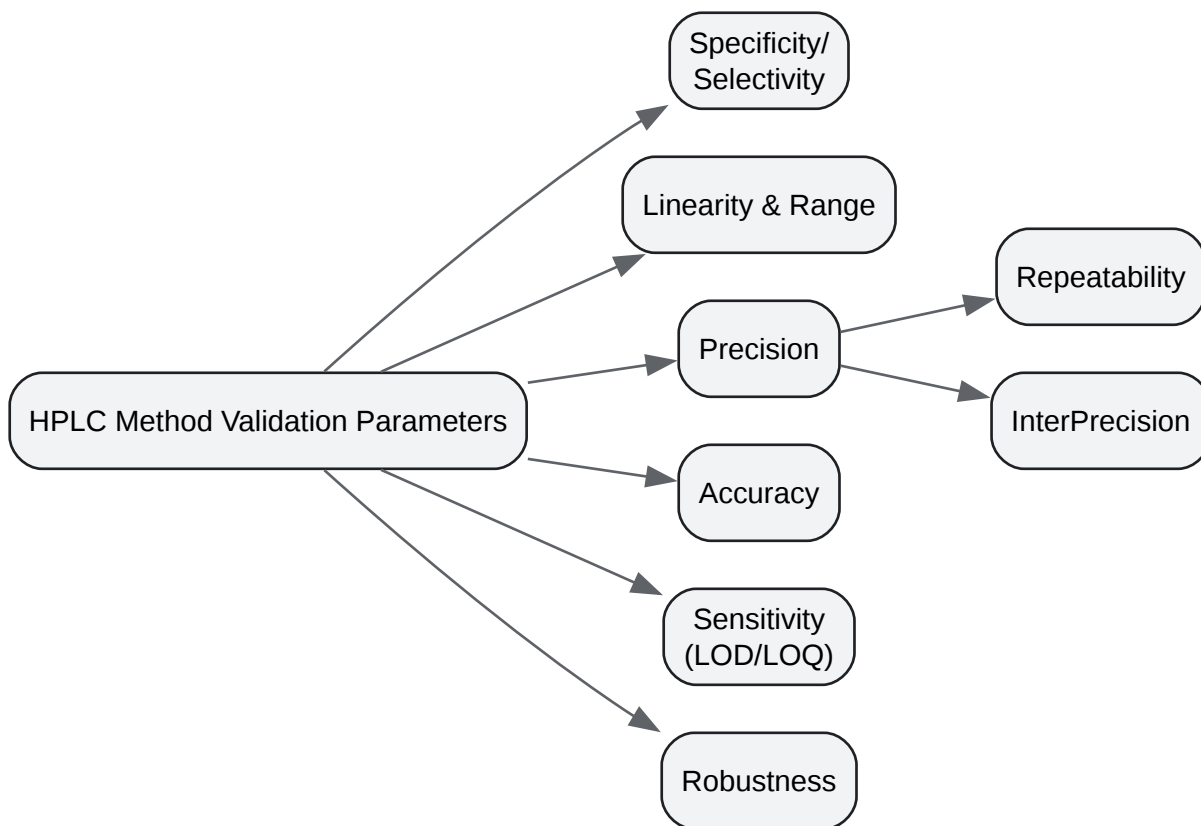 Specificity/
Selectivity
Linearity & Range
Repeatability
Precision
HPLC Method Validation Parameters
InterPrecision
Accuracy
Sensitivity
(LOD/LOQ)
Robustness